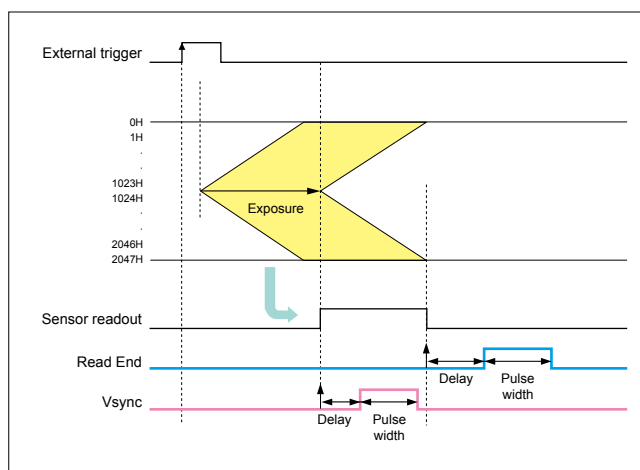 External trigger
0H
1H
.
.
1023H
1024H
.
.
2046H
2047H
Exposure
Sensor readout
Read End
Delay
Pulse
width
Vsync
Delay
Pulse
width